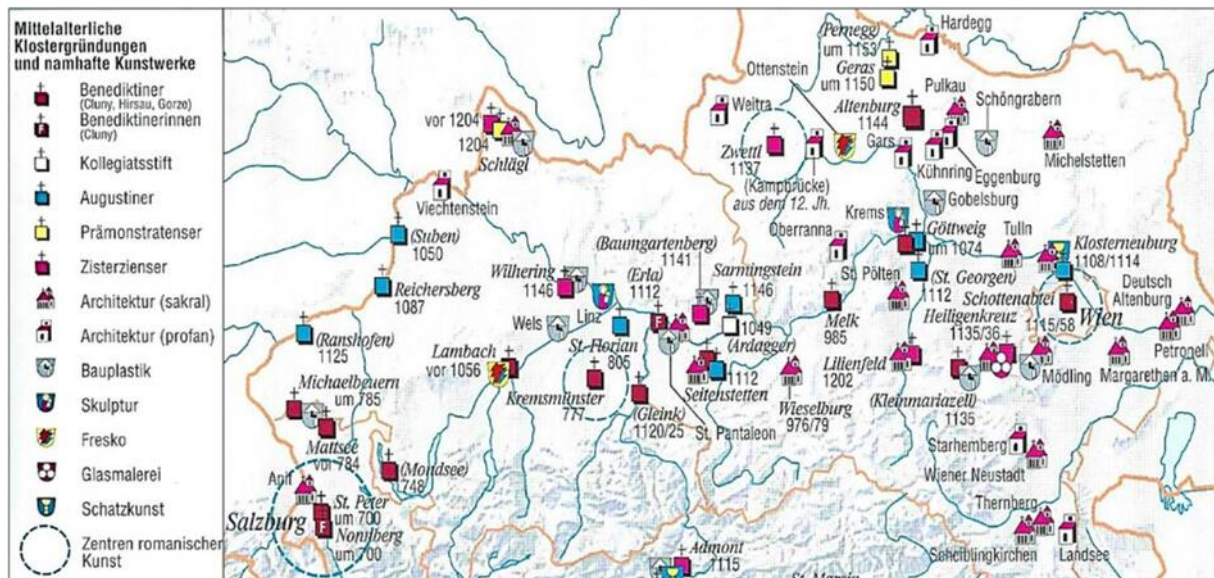 Mittelalterliche
Klostergründungen
und namhafte Kunstwerke
Benediktiner
(Cluny, Hirsau, Gorze)
F
Benediktinerinnen
(Cluny)
Kollegiatsstift
Augustiner
Prämonstratenser
Zisterzienser
Architektur (sakral)
Architektur (profan)
Bauplastik
Skulptur
Fresko
Glasmalerei
Schatzkunst
Zentren romanischer
Kunst
vor 1204
1204
Schlägl
Viechtenstein
(Suben)
1050
Reichersberg
1087
(Ranshofen)
1125
Michaelbeuern
um 785
Mattsee
vor 784
(Mondsee)
748
Anif
Salzburg
St. Peter
um 700
F
Nonnberg
um 700
Wilhering
1146
Wels
Linz
Lambach
vor 1056
St. Florian
805
Kremsmünster
777
(Gleink)
1120/25
(Erla)
1112
F
(Baumgartenberg)
1141
Sarmingstein
1146
1049
(Ardagger)
1112
Seitenstetten
St. Pantaleon
Wieselburg
976/79
Admont
1115
Ottenstein
Weitra
Zwettl
1137
(Kampbrücke)
aus dem 12. Jh.
(Pernegg)
um 1153
Geras
um 1150
Altenburg
1144
Hardegg
Pulkau
Schöngrabern
Gars
Kühnring
Eggenburg
Michelstetten
Gobelsburg
Krems
Oberranna
Göttweig
um 1074
Tulln
Klosterneuburg
1108/1114
St. Pölten
(St. Georgen)
1112
Melk
985
Schottenabtei
1115/58
Wien
Deutsch
Altenburg
Petronell
Heiligenkreuz
1135/36
Lilienfeld
1202
Mödling
Margarethen a. M.
(Kleinmariazell)
1135
Starhemberg
Wiener Neustadt
Thernberg
Scheiblingkirchen
Landsee